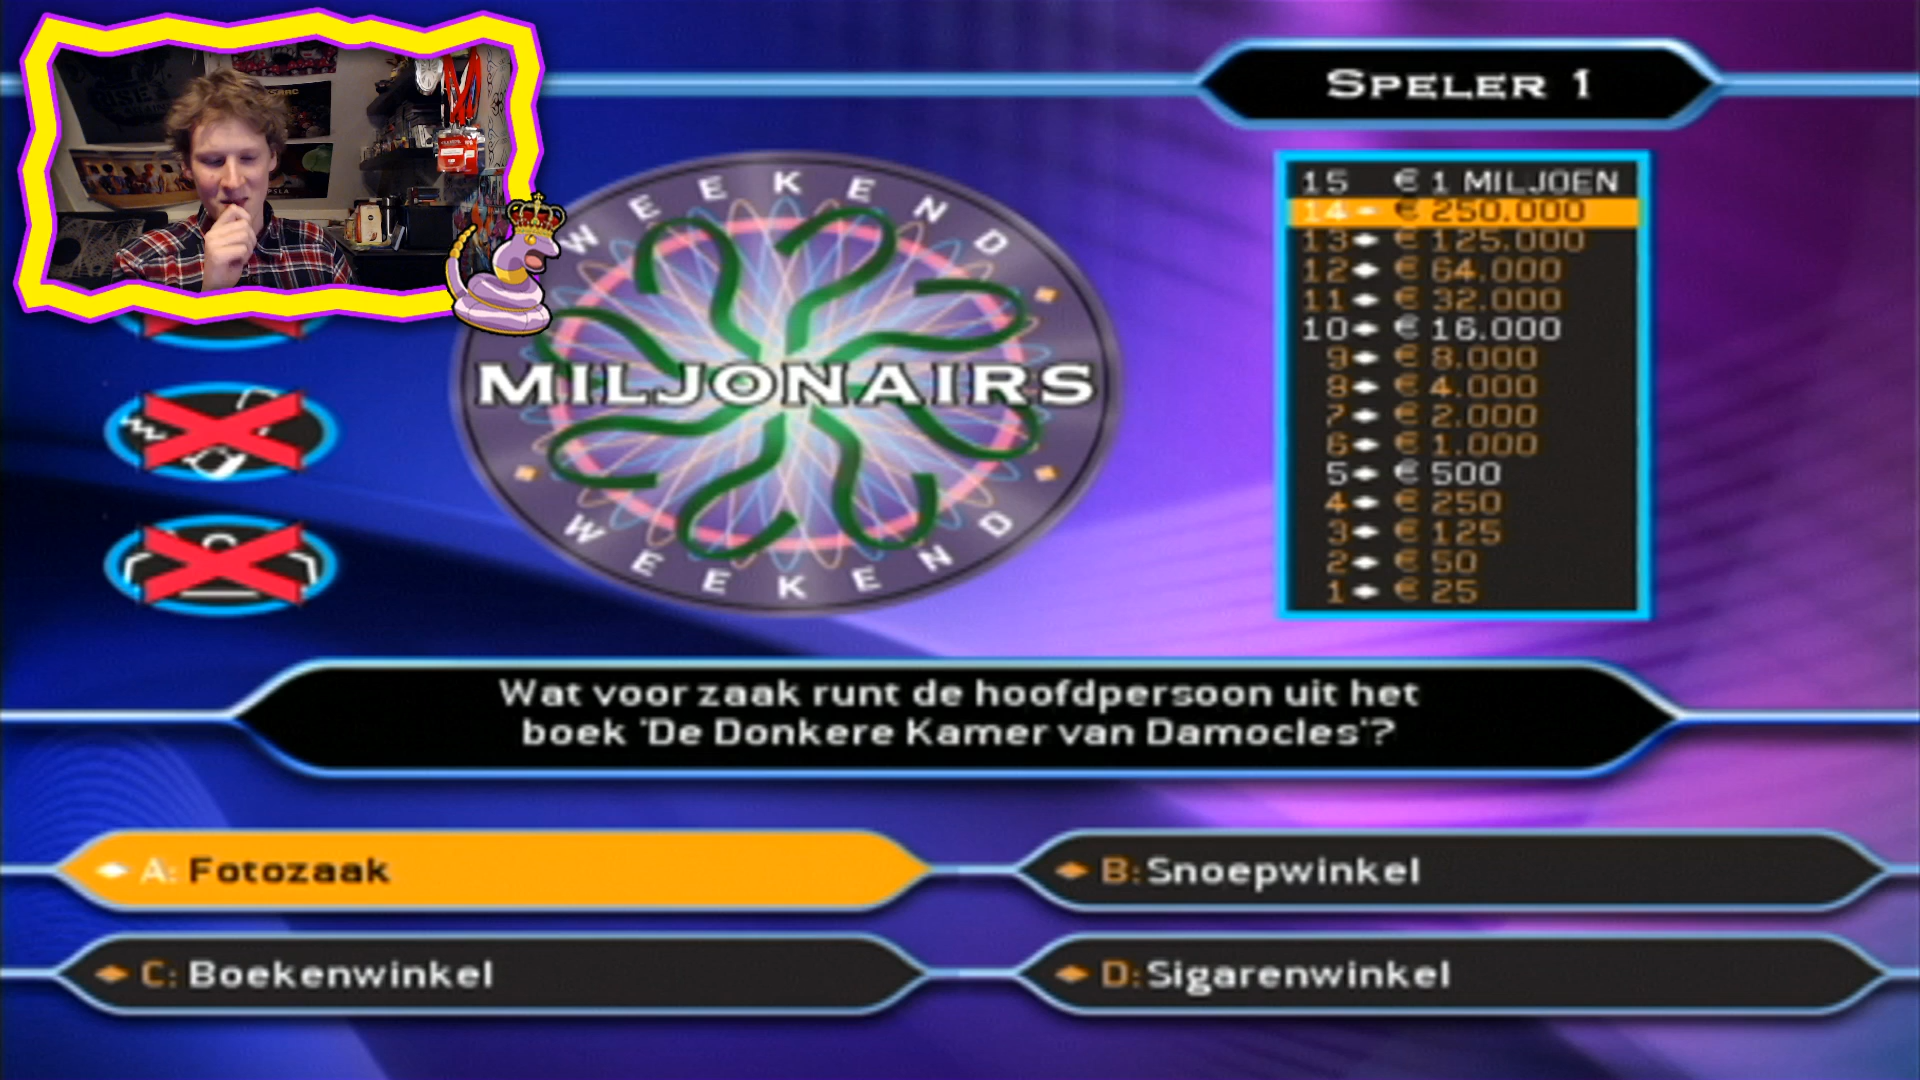 SPELER 1
WEEKEND
MILJONAIRS
WEEKEND
15 € 1 MILJOEN
14 € 250.000
13 € 125.000
12 € 64.000
11 € 32.000
10 € 16.000
9 € 8.000
8 € 4.000
7 € 2.000
6 € 1.000
5 € 500
4 € 250
3 € 125
2 € 50
1 € 25
Wat voor zaak runt de hoofdpersoon uit het
boek 'De Donkere Kamer van Damocles'?
A: Fotozaak
B: Snoepwinkel
C: Boekenwinkel
D: Sigarenwinkel